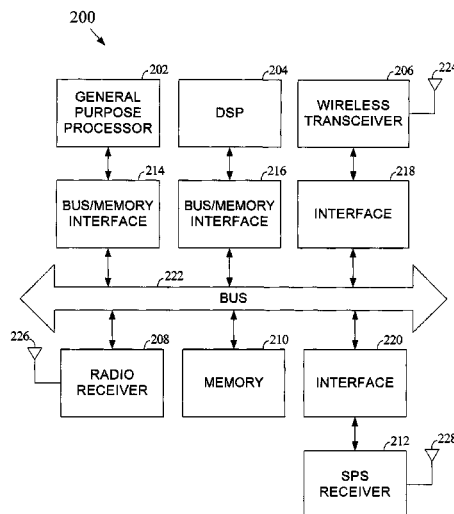 200
202
204
206
224
GENERAL
PURPOSE
PROCESSOR
DSP
WIRELESS
TRANSCEIVER
214
216
218
BUS/MEMORY
INTERFACE
BUS/MEMORY
INTERFACE
INTERFACE
222
BUS
226
208
210
220
RADIO
RECEIVER
MEMORY
INTERFACE
212
228
SPS
RECEIVER